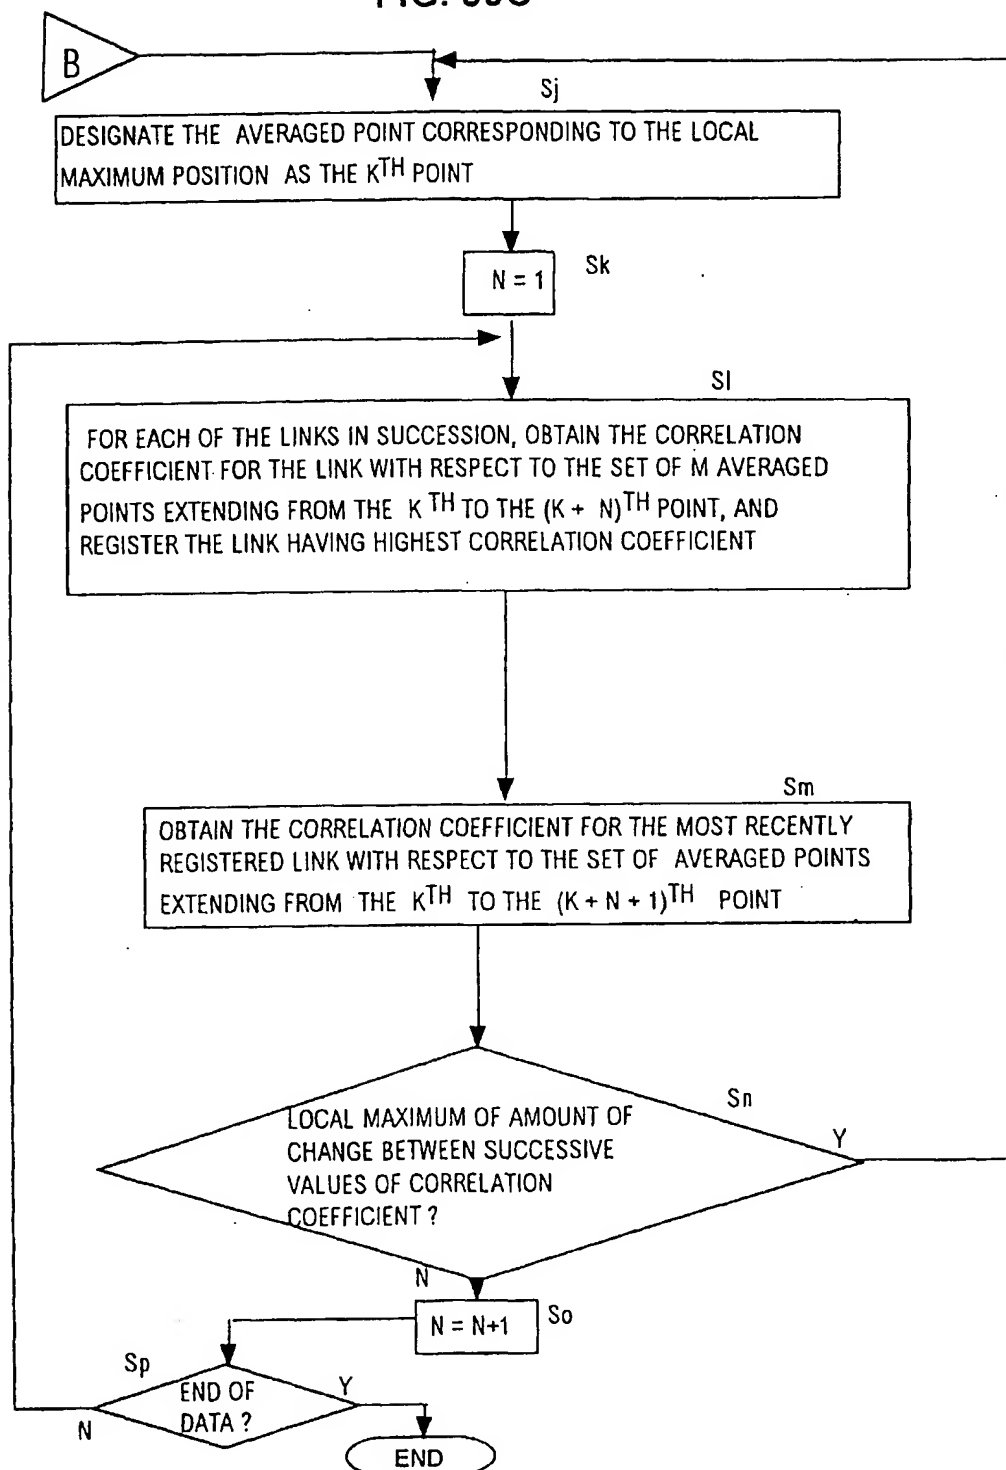 B
Sj
DESIGNATE THE AVERAGED POINT CORRESPONDING TO THE LOCAL
MAXIMUM POSITION AS THE KTH POINT
N = 1
Sk
Sl
FOR EACH OF THE LINKS IN SUCCESSION, OBTAIN THE CORRELATION
COEFFICIENT FOR THE LINK WITH RESPECT TO THE SET OF M AVERAGED
POINTS EXTENDING FROM THE K TH TO THE (K + N)TH POINT, AND
REGISTER THE LINK HAVING HIGHEST CORRELATION COEFFICIENT
Sm
OBTAIN THE CORRELATION COEFFICIENT FOR THE MOST RECENTLY
REGISTERED LINK WITH RESPECT TO THE SET OF AVERAGED POINTS
EXTENDING FROM THE KTH TO THE (K + N + 1)TH POINT
Sn
LOCAL MAXIMUM OF AMOUNT OF
CHANGE BETWEEN SUCCESSIVE
VALUES OF CORRELATION
COEFFICIENT ?
Y
N
N = N+1
So
Sp
END OF
DATA ?
Y
N
END